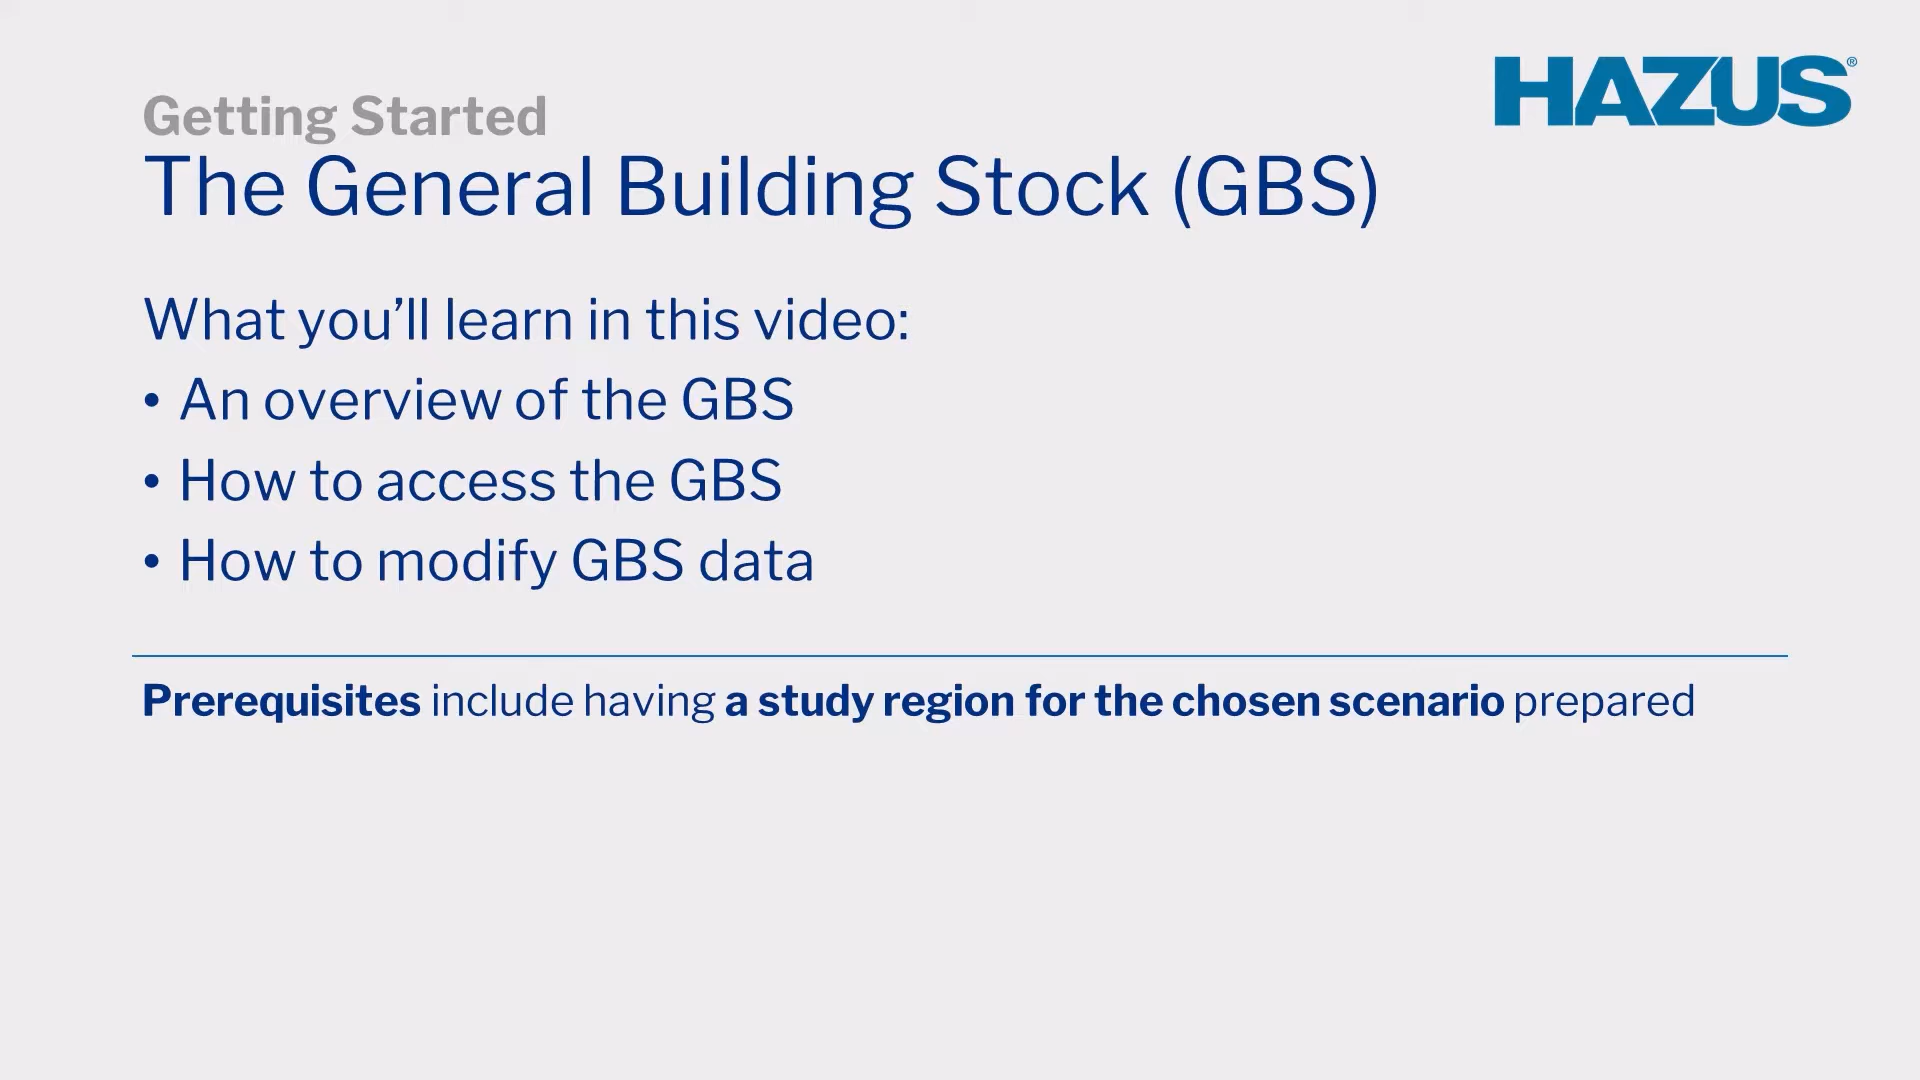 HAZUS®
Getting Started
The General Building Stock (GBS)
What you’ll learn in this video:
• An overview of the GBS
• How to access the GBS
• How to modify GBS data
Prerequisites include having a study region for the chosen scenario prepared